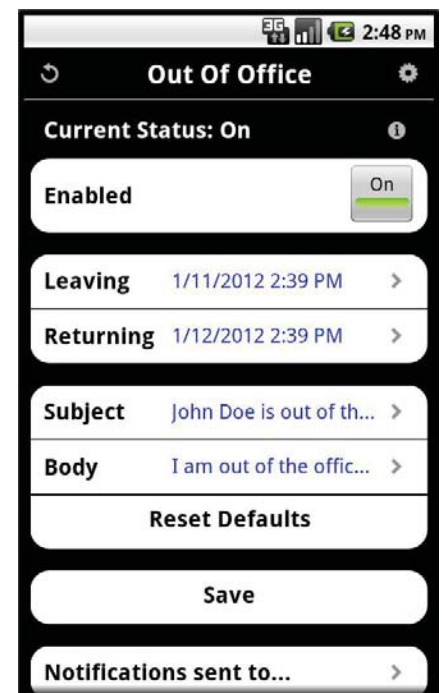 3G 2:48 PM
Out Of Office
Current Status: On
Enabled On
Leaving 1/11/2012 2:39 PM
Returning 1/12/2012 2:39 PM
Subject John Doe is out of th...
Body I am out of the offic...
Reset Defaults
Save
Notifications sent to...